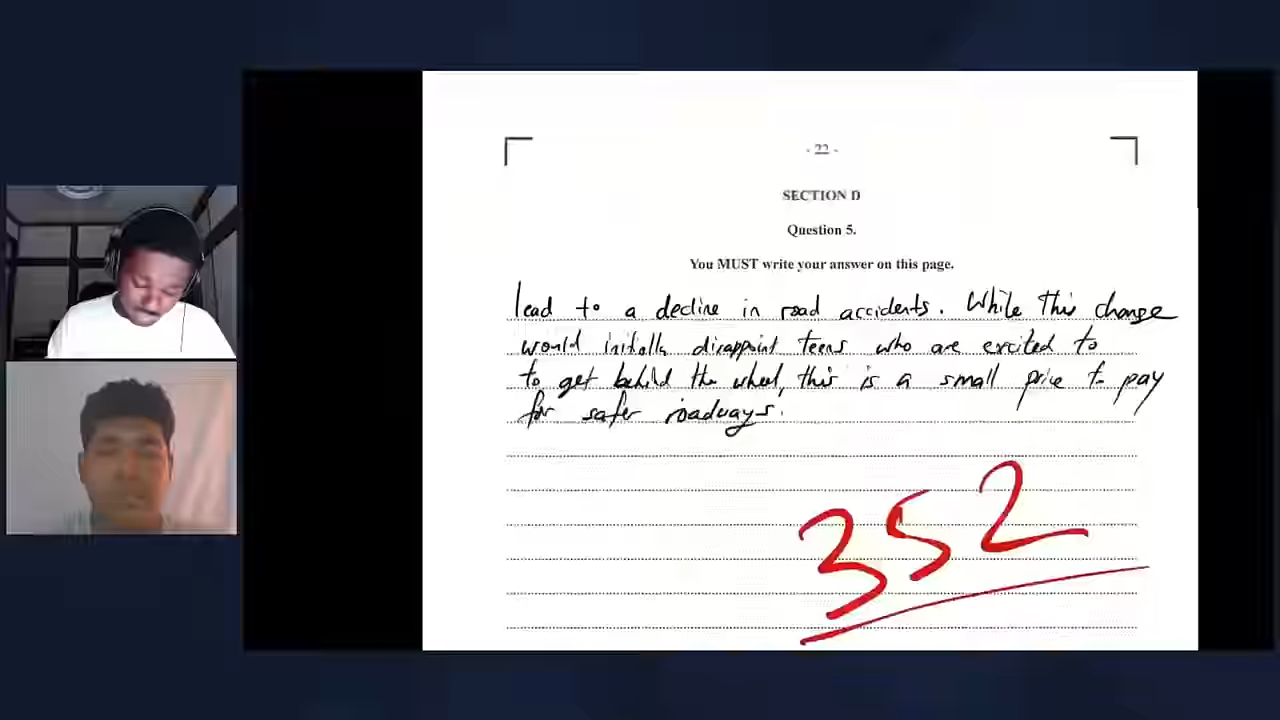 - 22 -
SECTION D
Question 5.
You MUST write your answer on this page.
lead to a decline in road accidents. While this change
would initally disappoint teens who are excited to
to get behild the wheel, this is a small price to pay
for safer roadways.
352